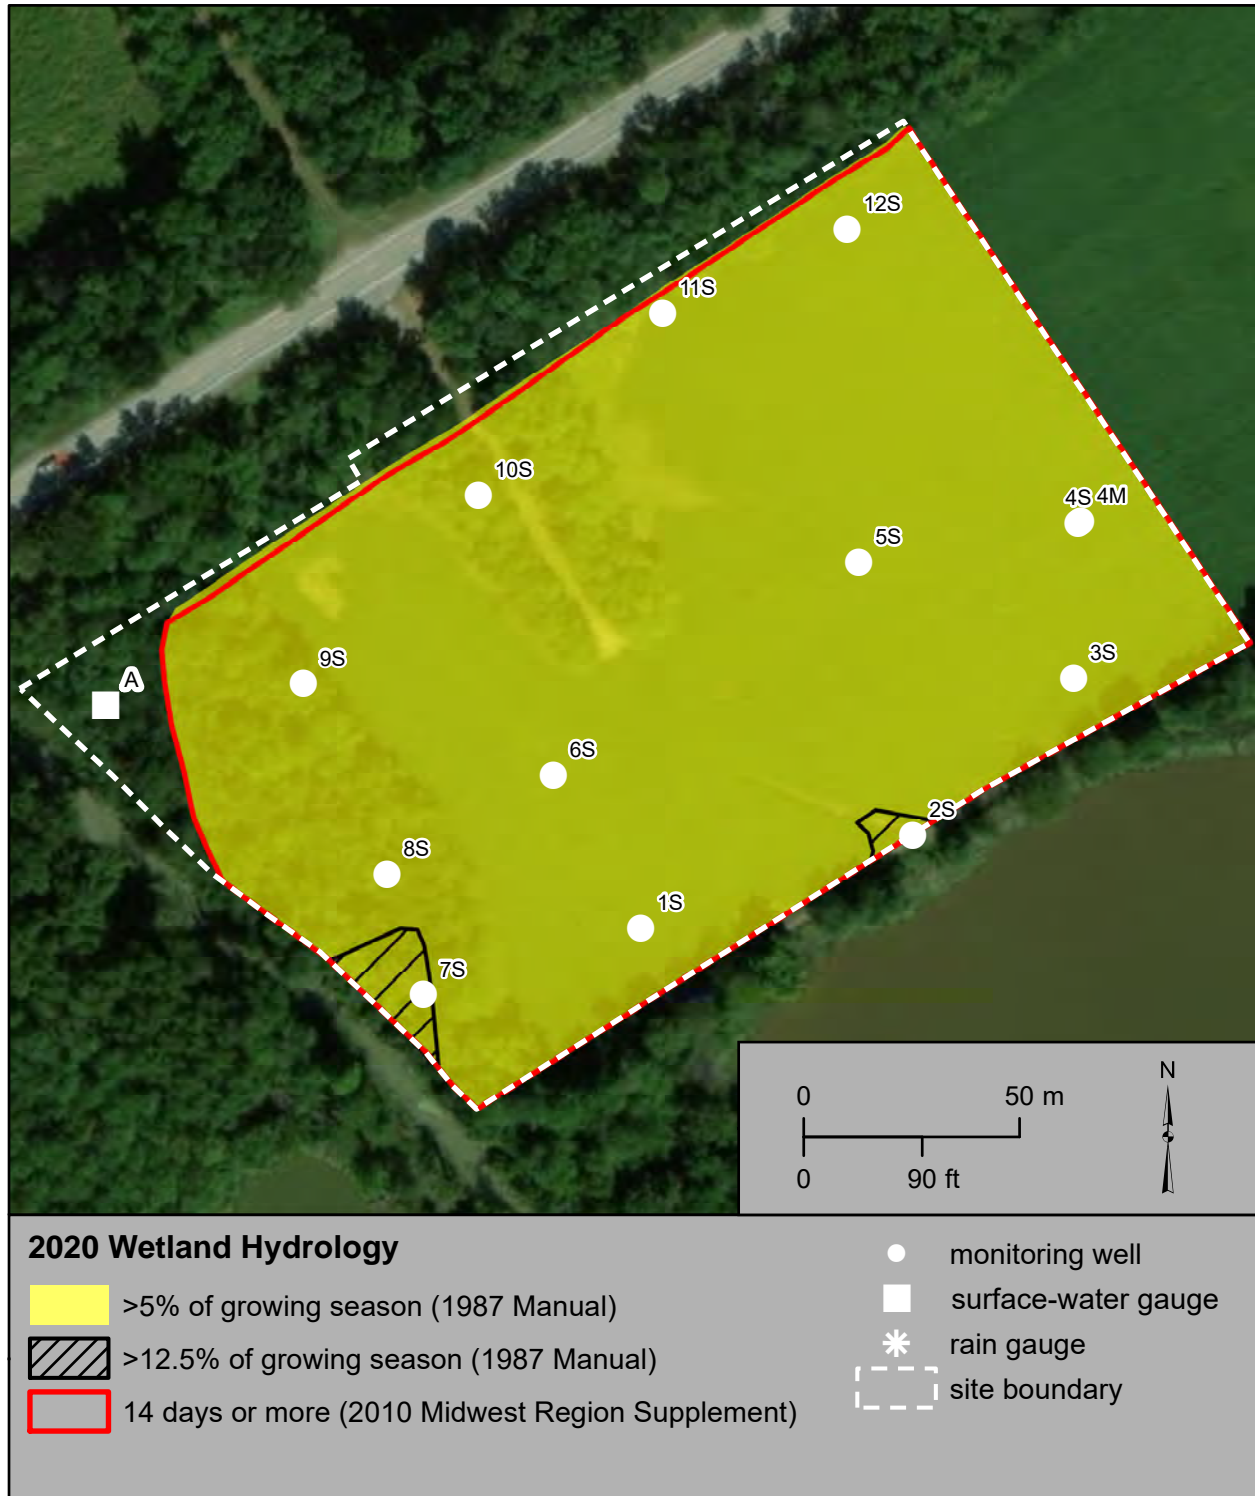 12S
11S
10S
4S 4M
5S
9S
3S
A
6S
2S
8S
1S
7S
N
0 50 m
0 90 ft
2020 Wetland Hydrology
>5% of growing season (1987 Manual)
>12.5% of growing season (1987 Manual)
14 days or more (2010 Midwest Region Supplement)
monitoring well
surface-water gauge
rain gauge
site boundary